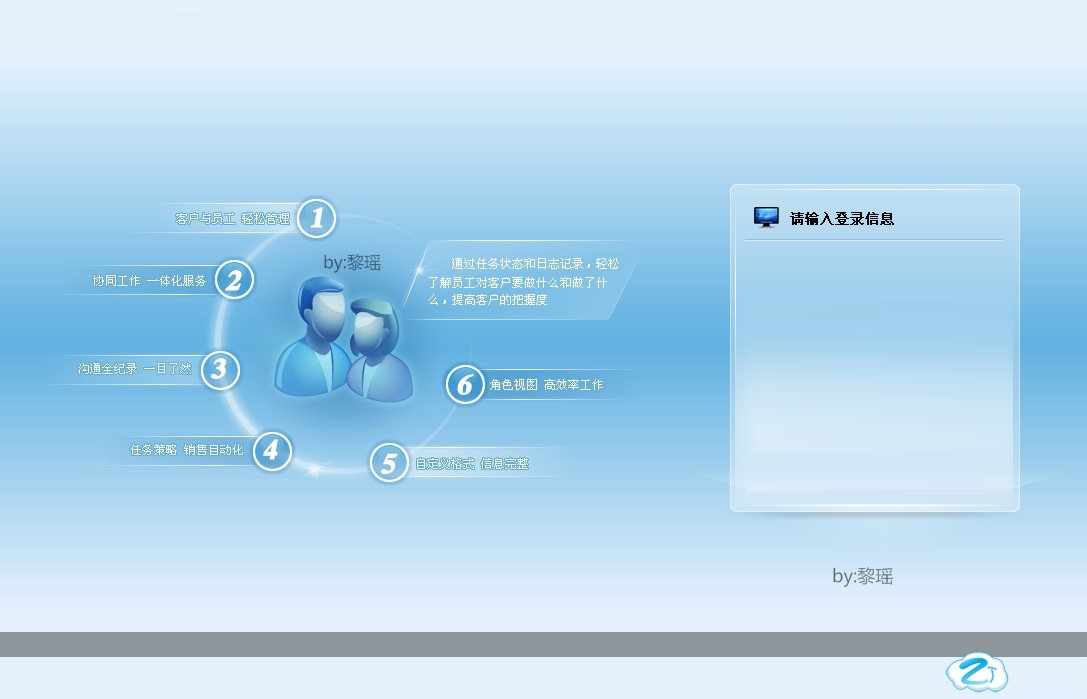 客户与员工 轻松管理 1
by:黎瑶
协同工作 一体化服务 2
通过任务状态和日志记录，轻松
了解员工对客户要做什么和做了什
么，提高客户的把握度
沟通全纪录 一目了然 3
6 角色视图 高效率工作
任务策略 销售自动化 4
5 自定义格式 信息完整
请输入登录信息
by:黎瑶
ZT